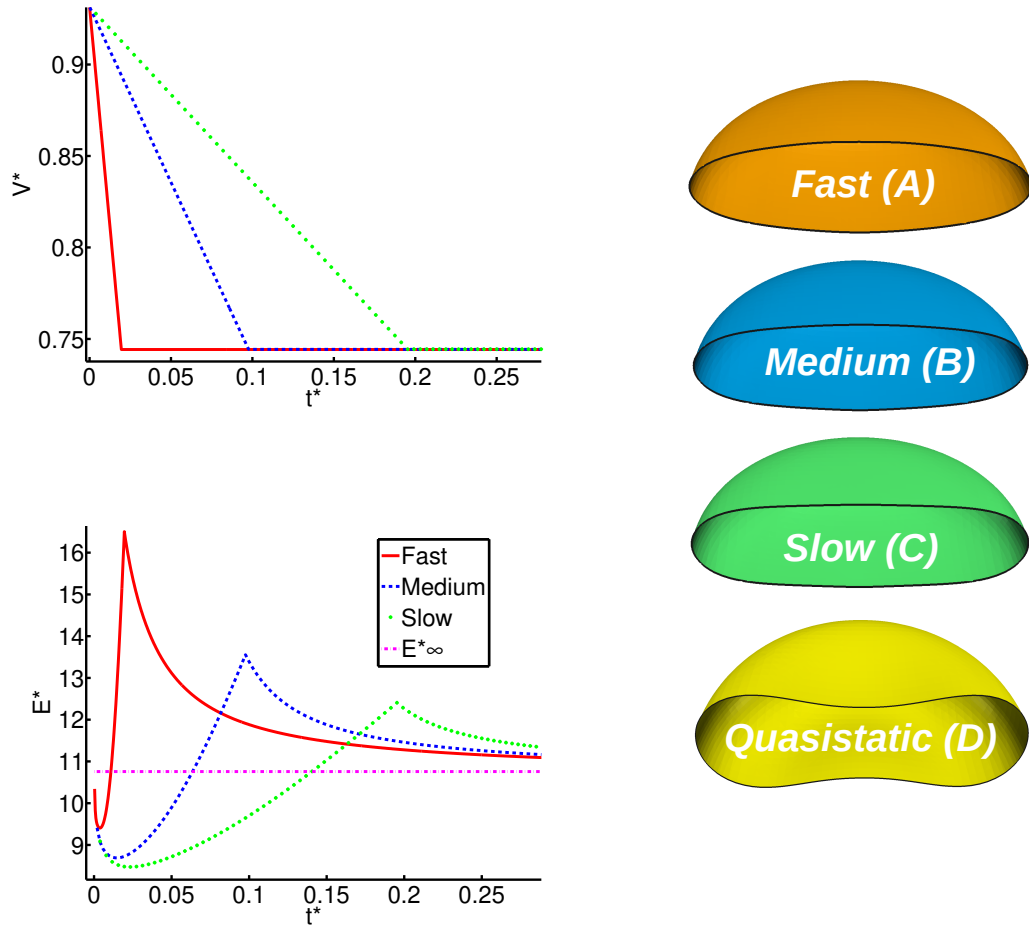 0.9
0.85
0.8
0.75
V*
0 0.05 0.1 0.15 0.2 0.25
t*
16
15
14
13
12
11
10
9
E*
0 0.05 0.1 0.15 0.2 0.25
t*
Fast
Medium
Slow
E*∞
Fast (A)
Medium (B)
Slow (C)
Quasistatic (D)